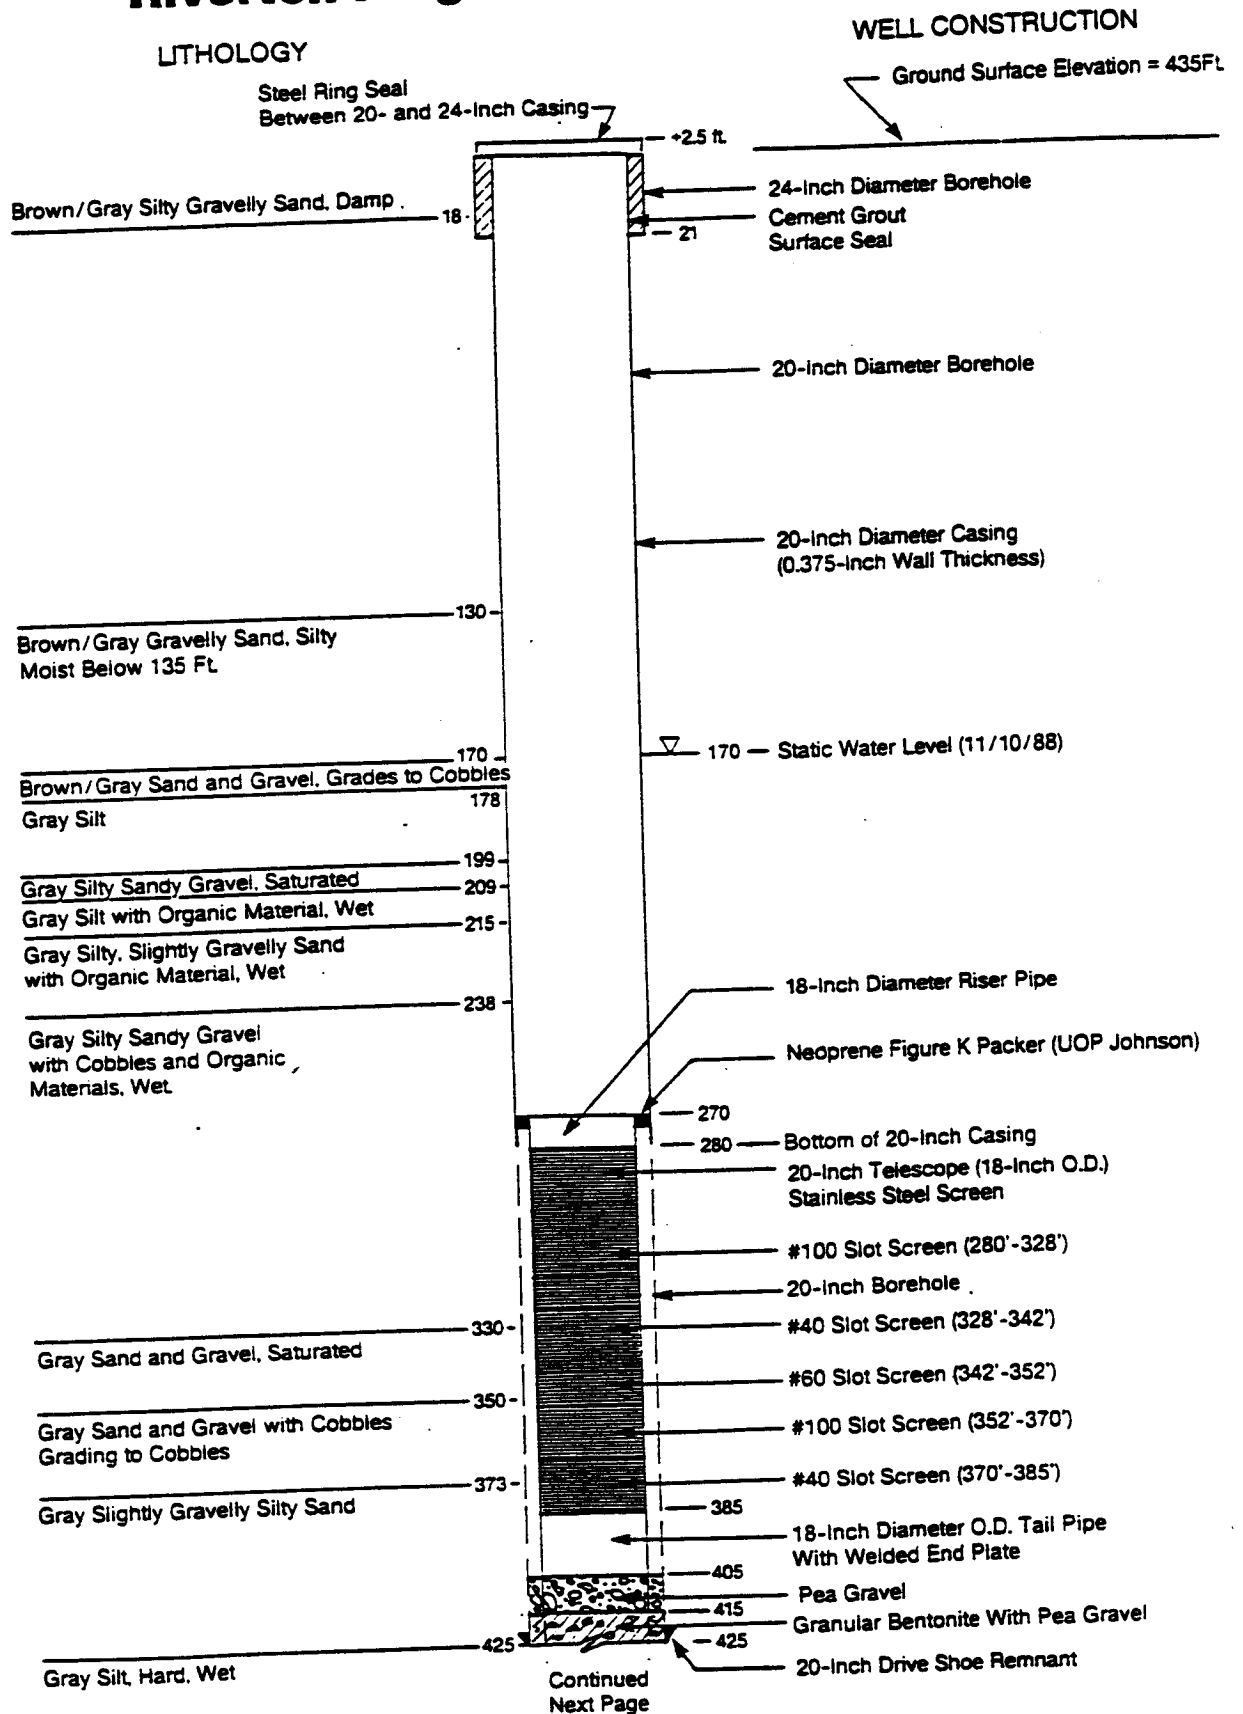 LITHOLOGY
WELL CONSTRUCTION
Ground Surface Elevation = 435Ft.
Steel Ring Seal
Between 20- and 24-Inch Casing
+2.5 ft.
24-Inch Diameter Borehole
Brown/Gray Silty Gravelly Sand, Damp
18
Cement Grout
Surface Seal
21
20-Inch Diameter Borehole
20-Inch Diameter Casing
(0.375-Inch Wall Thickness)
130
Brown/Gray Gravelly Sand, Silty
Moist Below 135 Ft.
170
170
Static Water Level (11/10/88)
Brown/Gray Sand and Gravel, Grades to Cobbles
178
Gray Silt
199
Gray Silty Sandy Gravel, Saturated
209
Gray Silt with Organic Material, Wet
215
Gray Silty, Slightly Gravelly Sand
with Organic Material, Wet
18-Inch Diameter Riser Pipe
238
Gray Silty Sandy Gravel
with Cobbles and Organic
Materials, Wet
Neoprene Figure K Packer (UOP Johnson)
270
280
Bottom of 20-Inch Casing
20-Inch Telescope (18-Inch O.D.)
Stainless Steel Screen
#100 Slot Screen (280'-328')
20-Inch Borehole
330
#40 Slot Screen (328'-342')
Gray Sand and Gravel, Saturated
#60 Slot Screen (342'-352')
350
Gray Sand and Gravel with Cobbles
Grading to Cobbles
#100 Slot Screen (352'-370')
373
#40 Slot Screen (370'-385')
Gray Slightly Gravelly Silty Sand
385
18-Inch Diameter O.D. Tail Pipe
With Welded End Plate
405
Pea Gravel
415
Granular Bentonite With Pea Gravel
425
425
20-Inch Drive Shoe Remnant
Gray Silt, Hard, Wet
Continued
Next Page